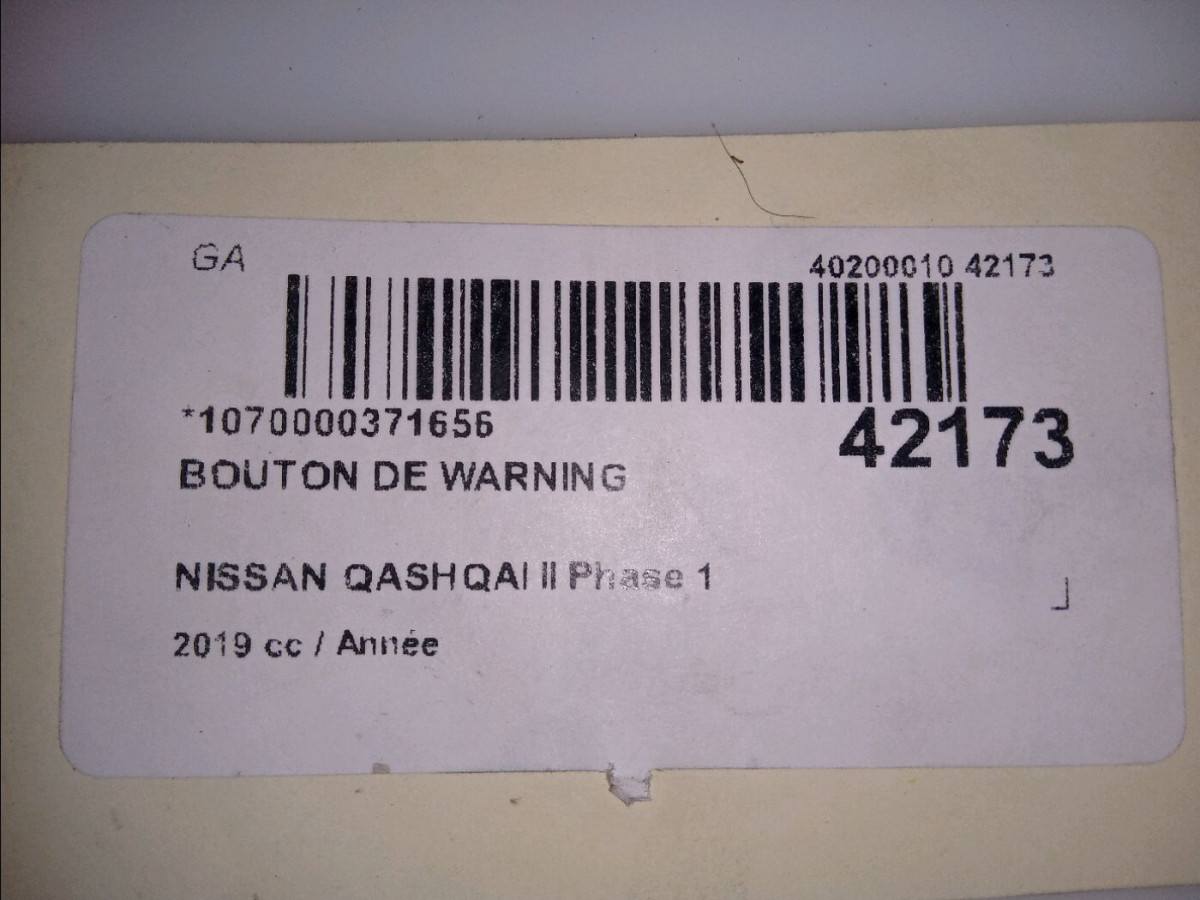 GA
40200010 42173
*1070000371656
42173
BOUTON DE WARNING
NISSAN QASHQAI II Phase 1
2019 cc / Année